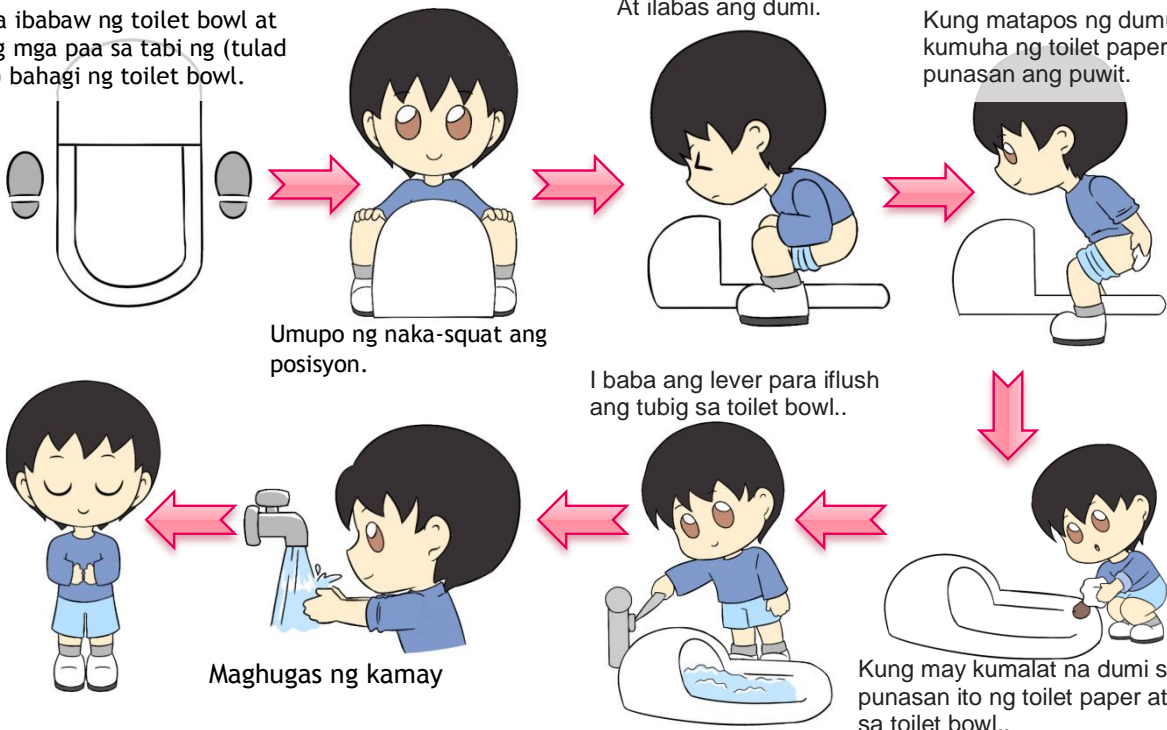 a ibabaw ng toilet bowl at
g mga paa sa tabi ng (tulad
) bahagi ng toilet bowl.
Umupo ng naka-squat ang
posisyon.
At ilabas ang dumi.
Kung matapos ng dumu
kumuha ng toilet paper
punasan ang puwit.
Kung may kumalat na dumi s
punasan ito ng toilet paper at
sa toilet bowl..
I baba ang lever para iflush
ang tubig sa toilet bowl..
Maghugas ng kamay